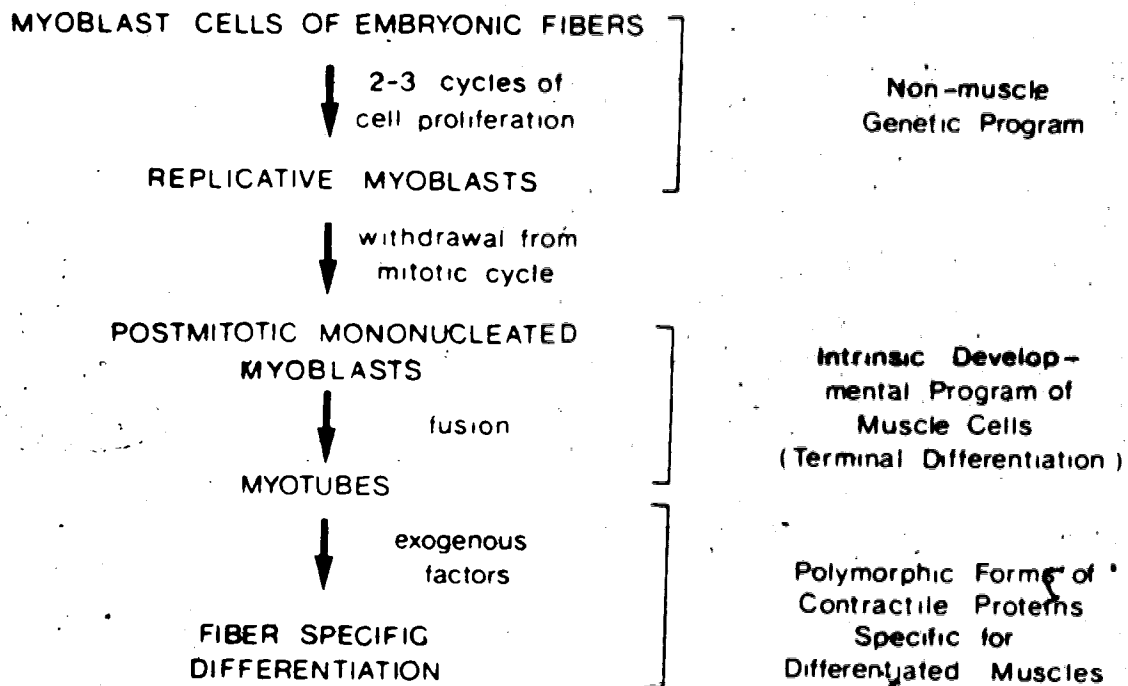 MYOBLAST CELLS OF EMBRYONIC FIBERS
2-3 cycles of
cell proliferation
Non-muscle
Genetic Program
REPLICATIVE MYOBLASTS
withdrawal from
mitotic cycle
POSTMITOTIC MONONUCLEATED
MYOBLASTS
Intrinsic Develop-
mental Program of
Muscle Cells
(Terminal Differentiation)
fusion
MYOTUBES
exogenous
factors
Polymorphic Forms of
Contractile Proteins
Specific for
Differentiated Muscles
FIBER SPECIFIC
DIFFERENTIATION